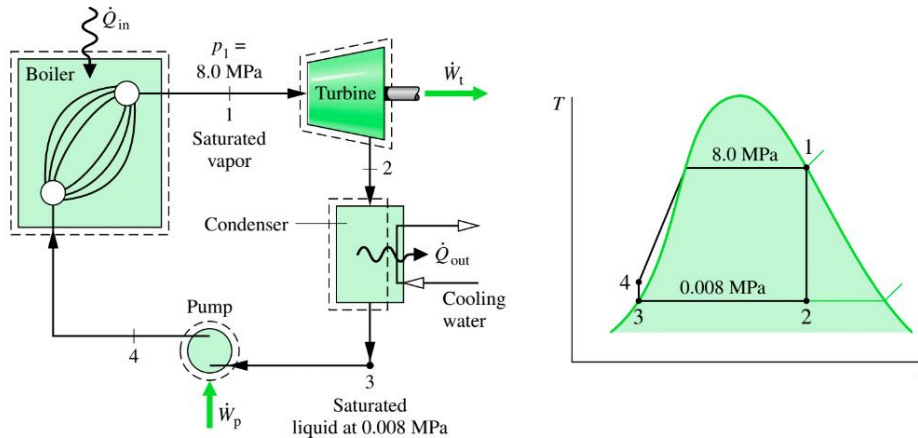 Q̇in
p1 =
8.0 MPa
Boiler
Turbine
Ẇt
1
Saturated
vapor
2
Condenser
Q̇out
Cooling
water
Pump
4
3
Ẇp
Saturated
liquid at 0.008 MPa
T
8.0 MPa
1
4
0.008 MPa
3
2